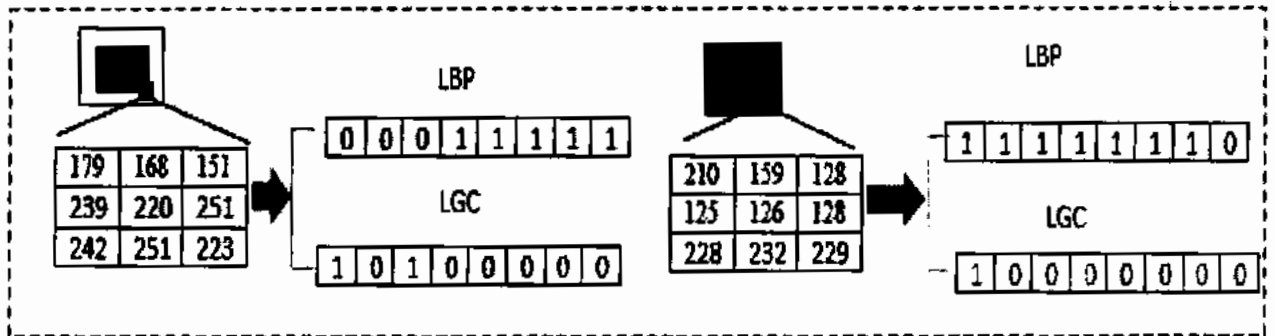 LBP
0 0 0 1 1 1 1 1
179 168 151
239 220 251
242 251 223
LGC
1 0 1 0 0 0 0 0
LBP
1 1 1 1 1 1 1 0
210 159 128
125 126 128
228 232 229
LGC
1 0 0 0 0 0 0 0